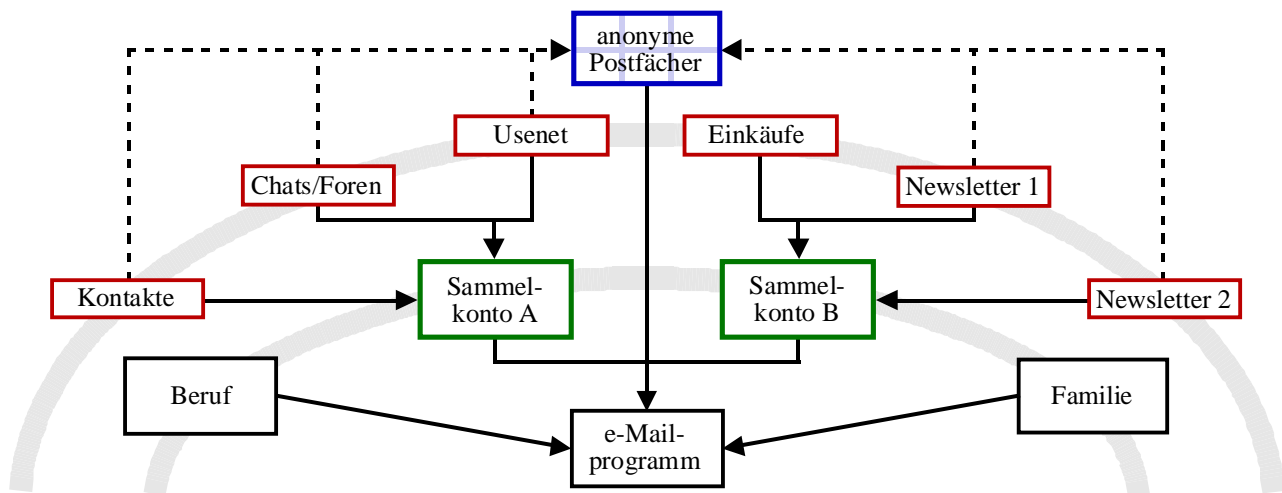 anonyme
Postfächer
Usenet
Einkäufe
Chats/Foren
Newsletter 1
Kontakte
Sammel-
konto A
Sammel-
konto B
Newsletter 2
Beruf
Familie
e-Mail-
programm